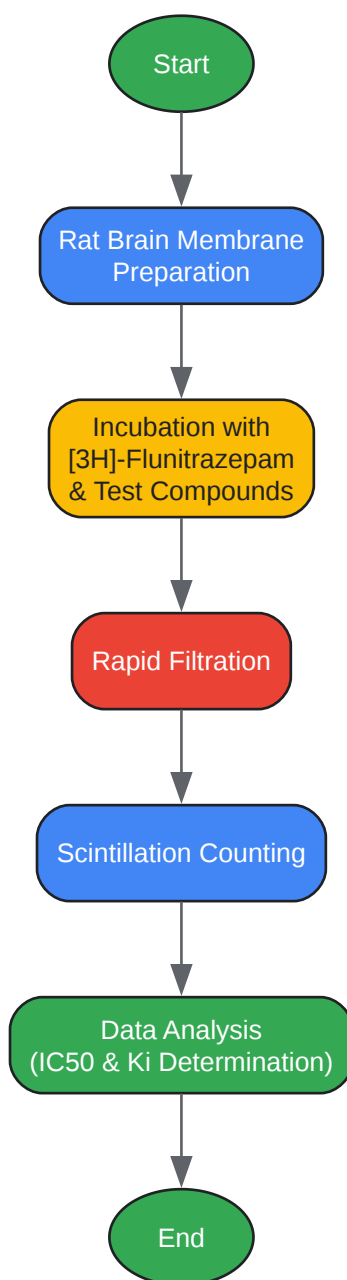 Start
Rat Brain Membrane
Preparation
Incubation with
[3H]-Flunitrazepam
& Test Compounds
Rapid Filtration
Scintillation Counting
Data Analysis
(IC50 & Ki Determination)
End